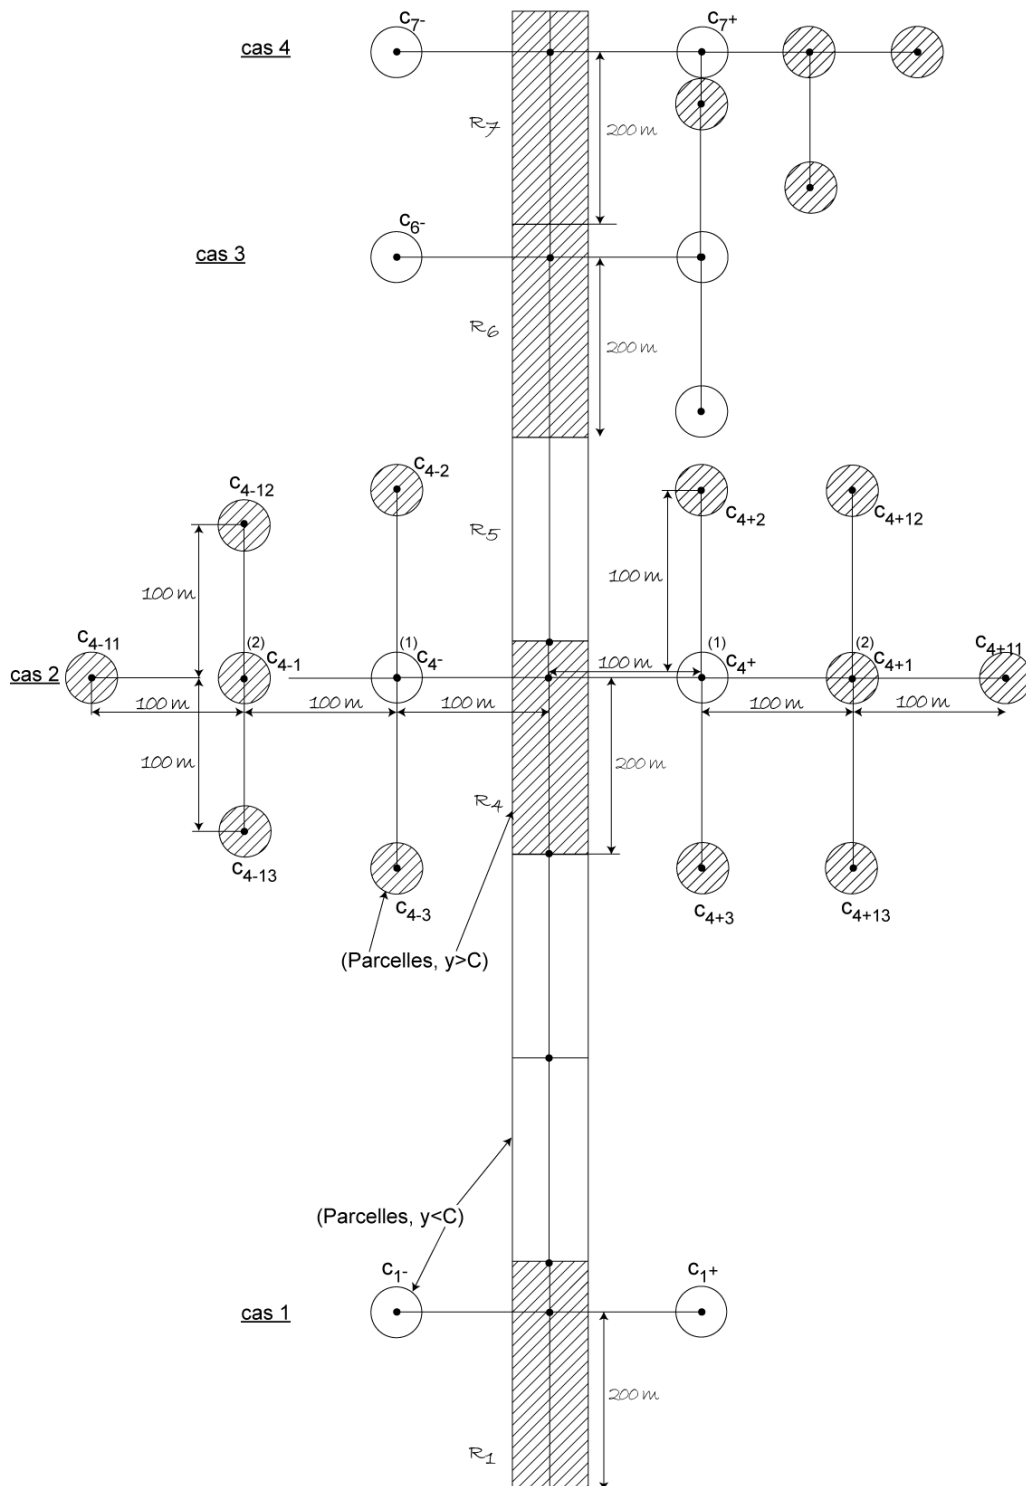 cas 4
C7-
C7+
R7
200 m
cas 3
C6-
R6
200 m
C4-12
C4-2
R5
C4+2
C4+12
100 m
100 m
cas 2
C4-11
(2)
C4-1
(1)
C4-
100 m
(1)
C4+
(2)
C4+1
C4+11
100 m
100 m
100 m
100 m
100 m
100 m
200 m
R4
C4-13
C4-3
C4+3
C4+13
(Parcelles, y>C)
(Parcelles, y<C)
cas 1
C1-
C1+
200 m
R1